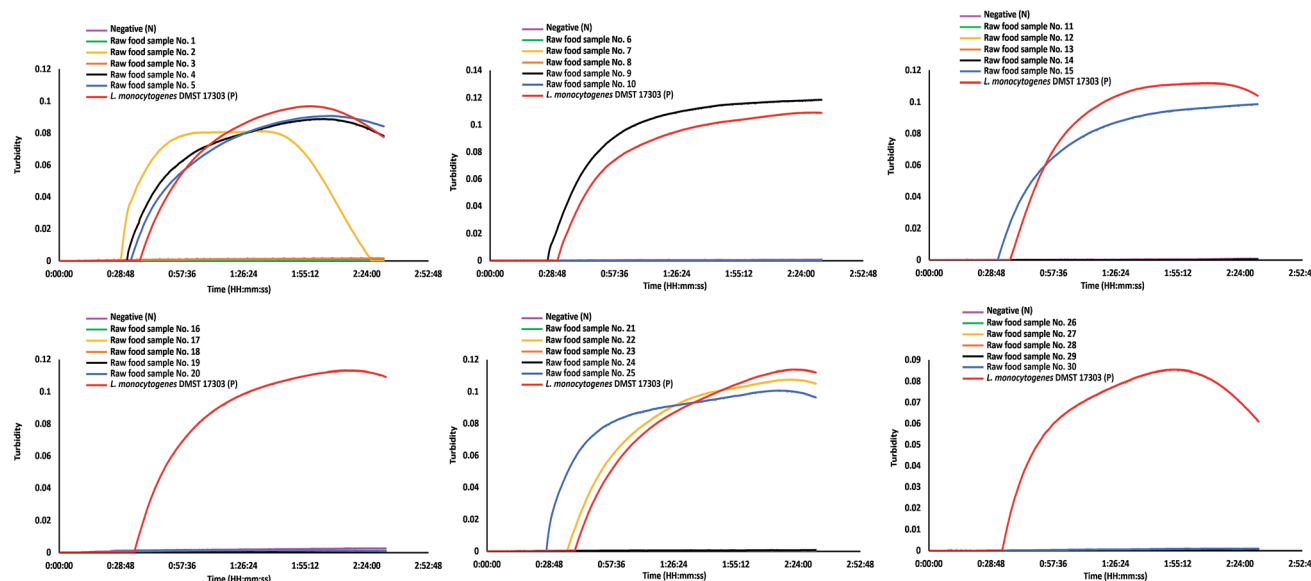 Negative (N)
Raw food sample No. 1
Raw food sample No. 2
Raw food sample No. 3
Raw food sample No. 4
Raw food sample No. 5
L. monocytogenes DMST 17303 (P)
0.12
0.1
0.08
0.06
0.04
0.02
0
Turbidity
0:00:00 0:28:48 0:57:36 1:26:24 1:55:12 2:24:00 2:52:48
Time (HH:mm:ss)
Negative (N)
Raw food sample No. 6
Raw food sample No. 7
Raw food sample No. 8
Raw food sample No. 9
Raw food sample No. 10
L. monocytogenes DMST 17303 (P)
0.14
0.12
0.1
0.08
0.06
0.04
0.02
0
Turbidity
0:00:00 0:28:48 0:57:36 1:26:24 1:55:12 2:24:00 2:52:48
Time (HH:mm:ss)
Negative (N)
Raw food sample No. 11
Raw food sample No. 12
Raw food sample No. 13
Raw food sample No. 14
Raw food sample No. 15
L. monocytogenes DMST 17303 (P)
0.12
0.1
0.08
0.06
0.04
0.02
0
Turbidity
0:00:00 0:28:48 0:57:36 1:26:24 1:55:12 2:24:00 2:52:4
Time (HH:mm:ss)
Negative (N)
Raw food sample No. 16
Raw food sample No. 17
Raw food sample No. 18
Raw food sample No. 19
Raw food sample No. 20
L. monocytogenes DMST 17303 (P)
0.12
0.1
0.08
0.06
0.04
0.02
0
Turbidity
0:00:00 0:28:48 0:57:36 1:26:24 1:55:12 2:24:00 2:52:48
Time (HH:mm:ss)
Negative (N)
Raw food sample No. 21
Raw food sample No. 22
Raw food sample No. 23
Raw food sample No. 24
Raw food sample No. 25
L. monocytogenes DMST 17303 (P)
0.12
0.1
0.08
0.06
0.04
0.02
0
Turbidity
0:00:00 0:28:48 0:57:36 1:26:24 1:55:12 2:24:00 2:52:48
Time (HH:mm:ss)
Negative (N)
Raw food sample No. 26
Raw food sample No. 27
Raw food sample No. 28
Raw food sample No. 29
Raw food sample No. 30
L. monocytogenes DMST 17303 (P)
0.09
0.08
0.07
0.06
0.05
0.04
0.03
0.02
0.01
0
Turbidity
0:00:00 0:28:48 0:57:36 1:26:24 1:55:12 2:24:00 2:52:4
Time (HH:mm:ss)